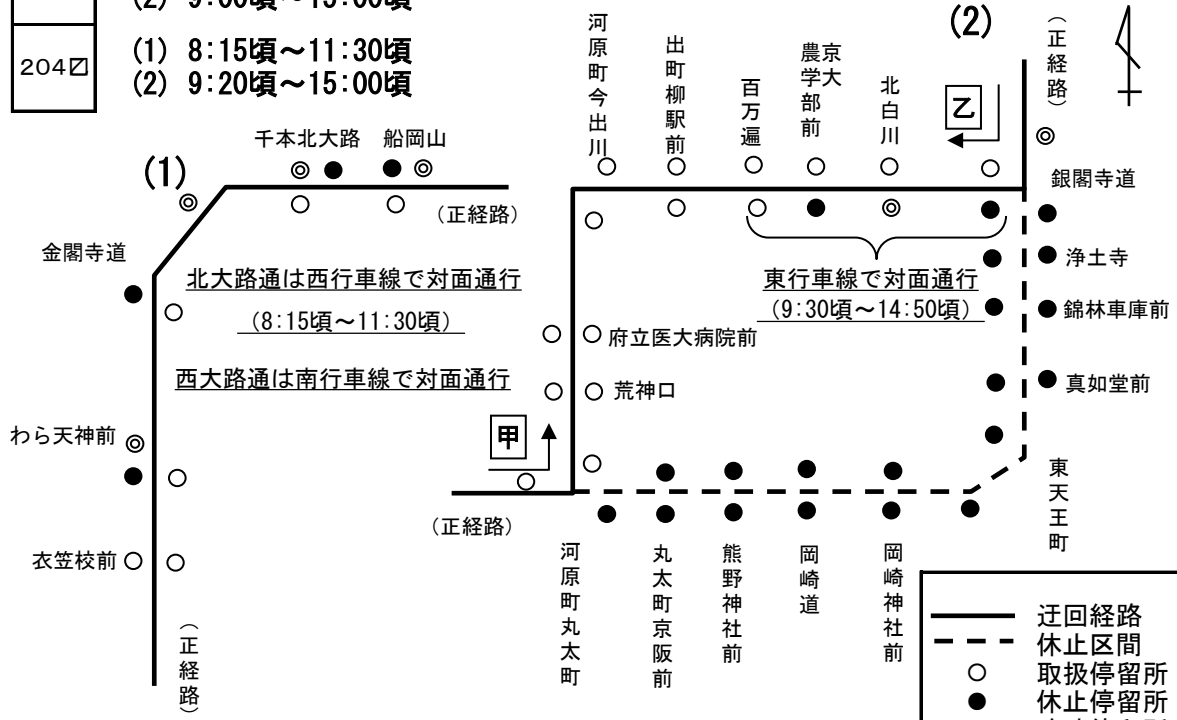 (2) 9:00頃～15:00頃
204
(1) 8:15頃～11:30頃
(2) 9:20頃～15:00頃
(1)
千本北大路
船岡山
(正経路)
金閣寺道
北大路通は西行車線で対面通行
(8:15頃～11:30頃)
西大路通は南行車線で対面通行
わら天神前
衣笠校前
(正経路)
(2)
河原町今出川
出町柳駅前
百万遍
京大
農学部前
北白川
乙
(正経路)
銀閣寺道
浄土寺
錦林車庫前
真如堂前
東天王町
東行車線で対面通行
(9:30頃～14:50頃)
府立医大病院前
荒神口
甲
(正経路)
河原町丸太町
丸太町京阪前
熊野神社前
岡崎道
岡崎神社前
迂回経路
休止区間
取扱停留所
休止停留所